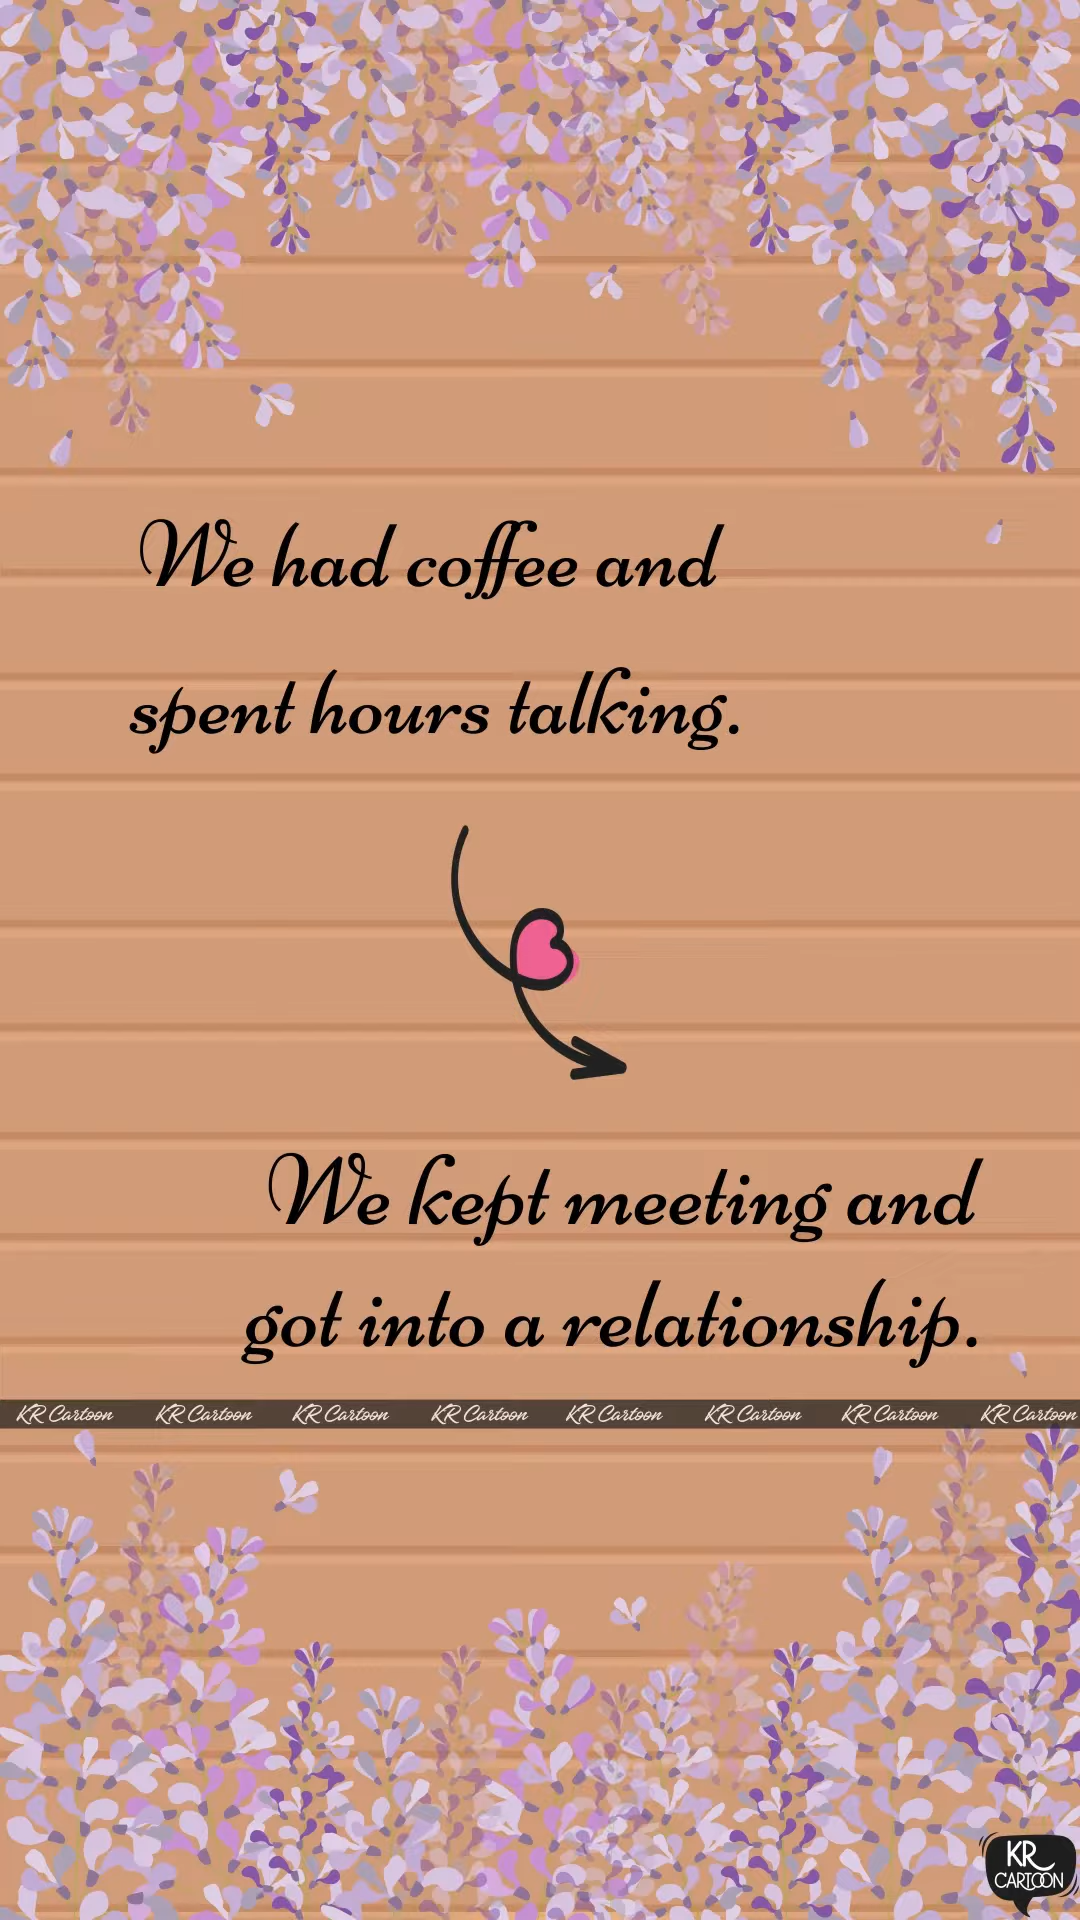 We had coffee and
spent hours talking.
We kept meeting and
got into a relationship.
KR Cartoon KR Cartoon KR Cartoon KR Cartoon KR Cartoon KR Cartoon KR Cartoon KR Cartoon
KR
CARTOON